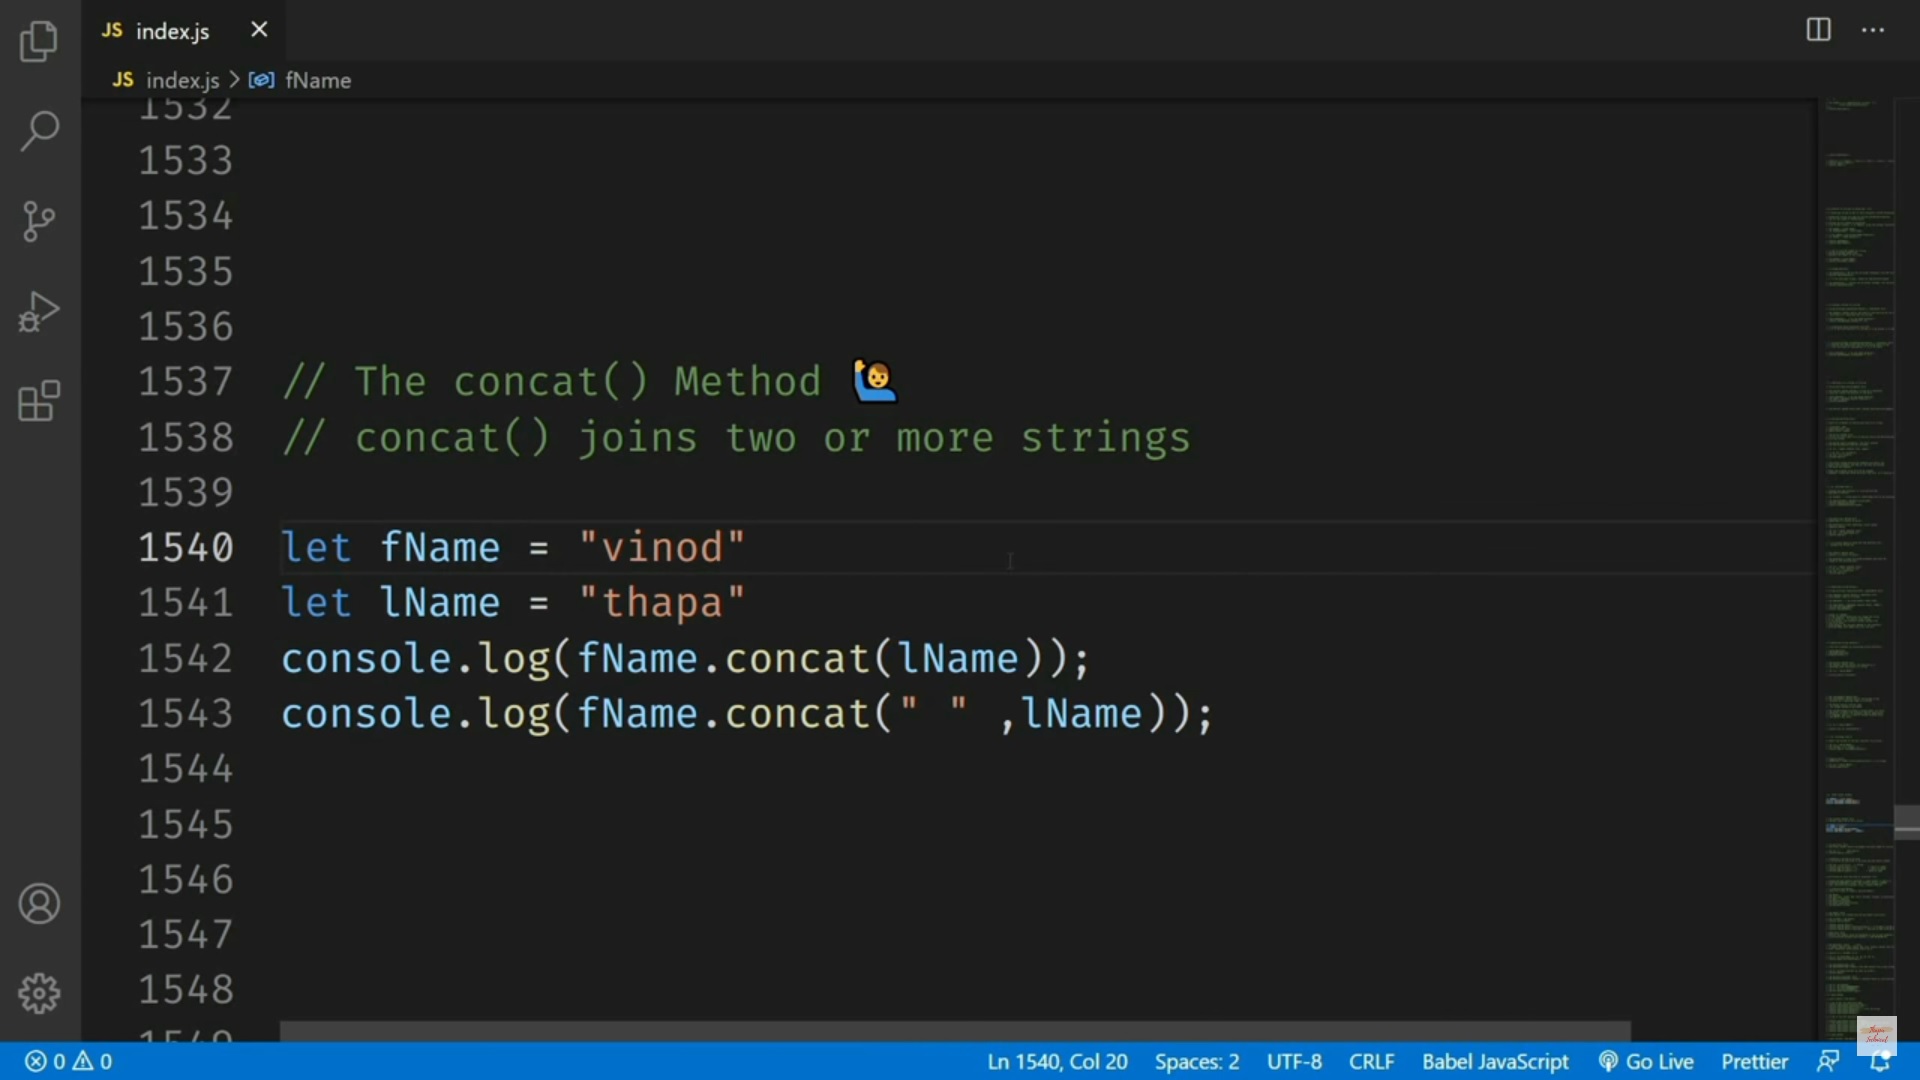 JS index.js
JS index.js > fName
1532
1533
1534
1535
1536
1537 // The concat() Method 🙋‍♂️
1538 // concat() joins two or more strings
1539
1540 let fName = "vinod"
1541 let lName = "thapa"
1542 console.log(fName.concat(lName));
1543 console.log(fName.concat(" " ,lName));
1544
1545
1546
1547
1548
1549
0 0 Ln 1540, Col 20 Spaces: 2 UTF-8 CRLF Babel JavaScript Go Live Prettier